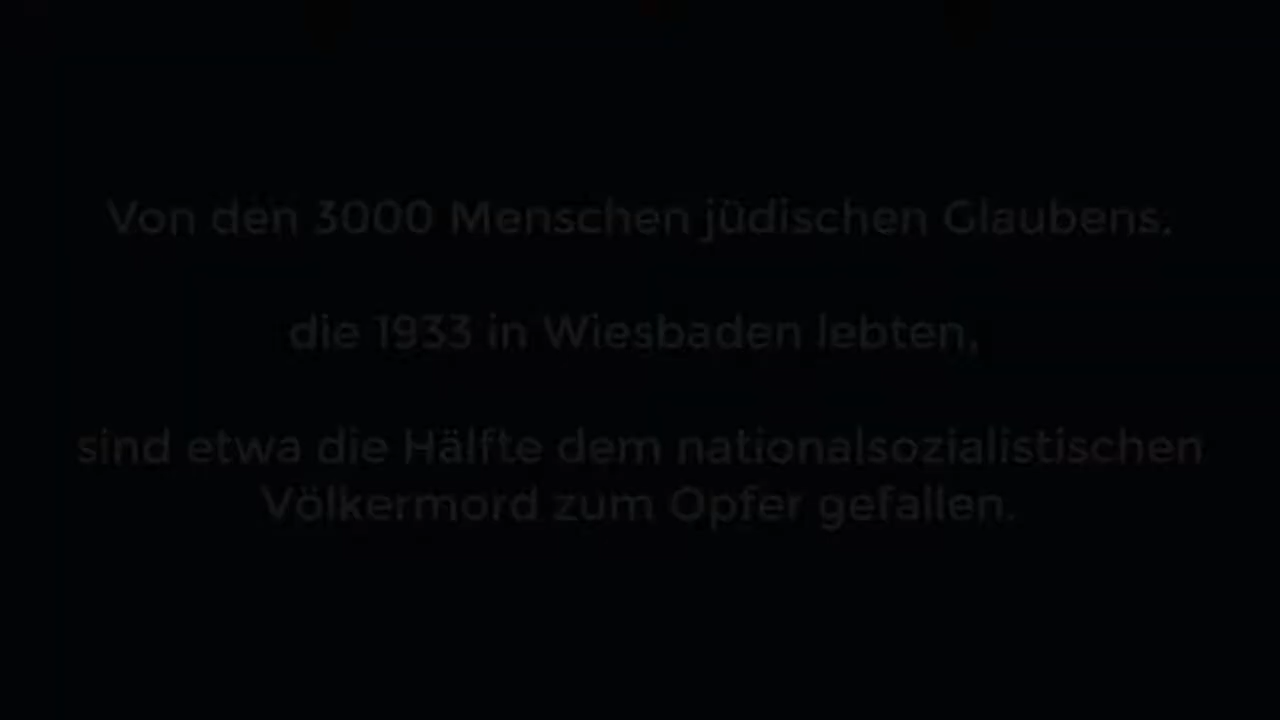 Von den 3000 Menschen jüdischen Glaubens,
die 1933 in Wiesbaden lebten,
sind etwa die Hälfte dem nationalsozialistischen
Völkermord zum Opfer gefallen.